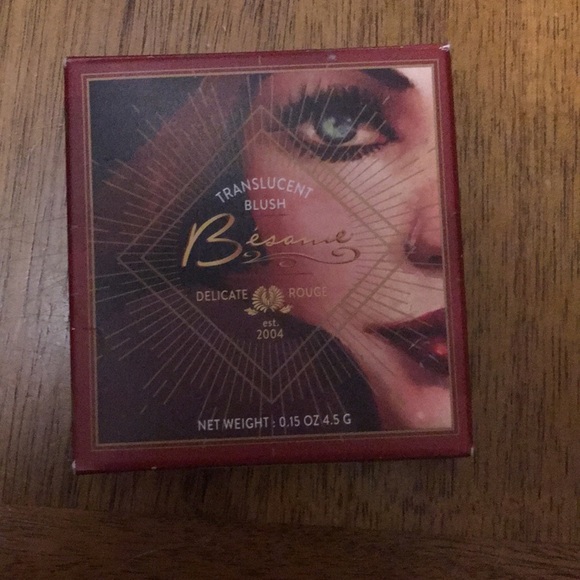 TRANSLUCENT
BLUSH
Bésame
DELICATE ROUGE
est.
2004
NET WEIGHT : 0.15 OZ 4.5 G